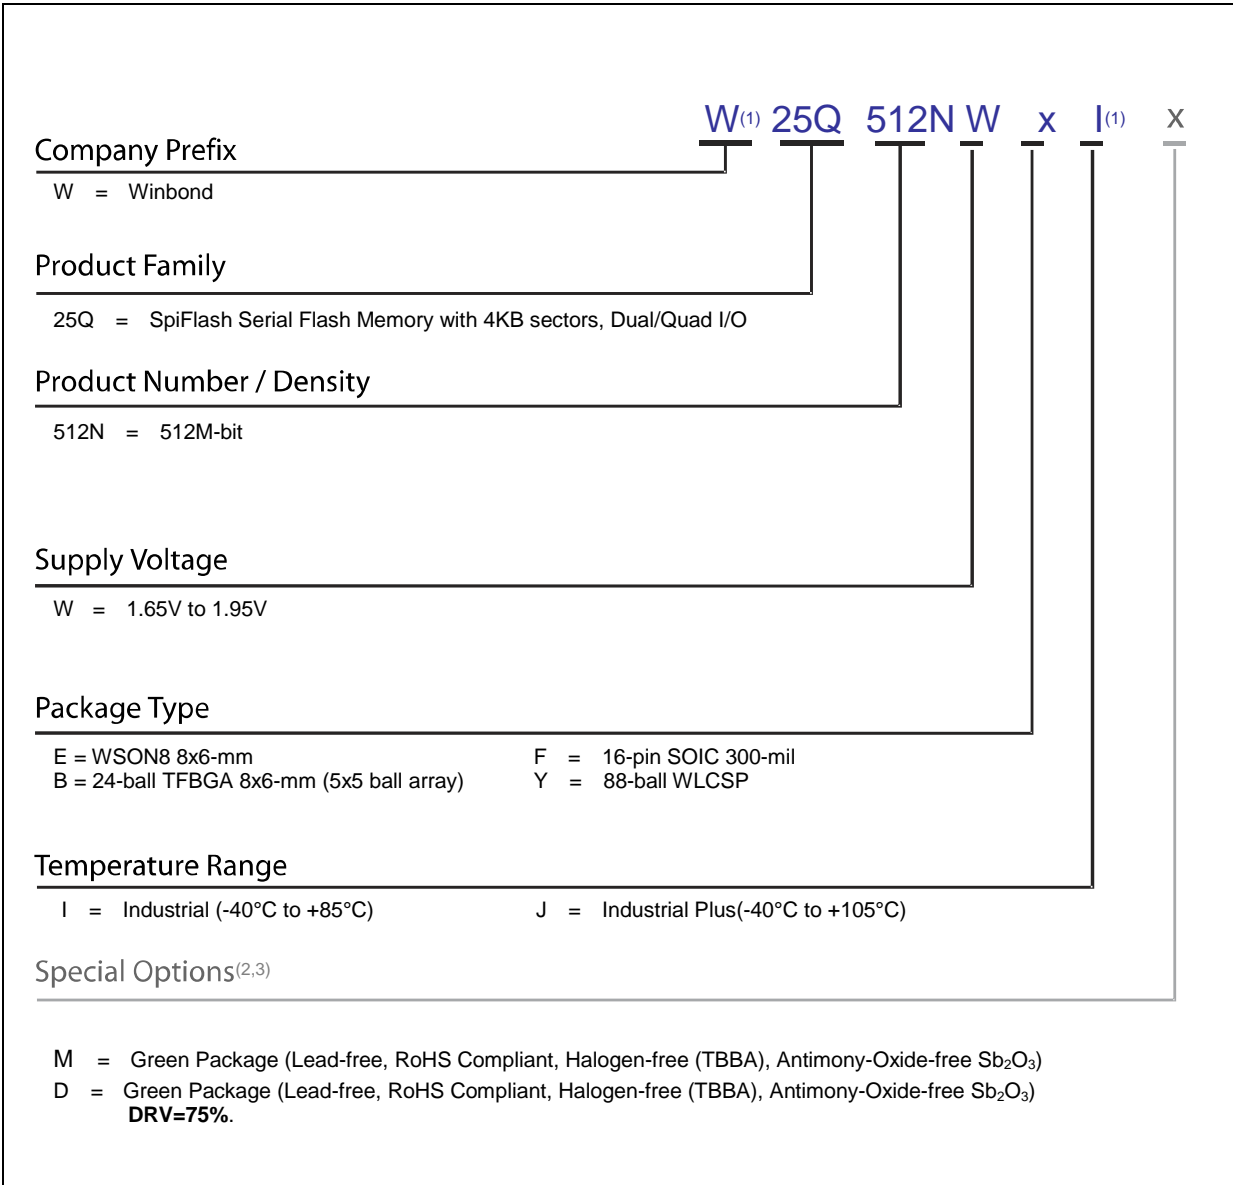 W(1) 25Q 512N W x I(1) x
Company Prefix
W = Winbond
Product Family
25Q = SpiFlash Serial Flash Memory with 4KB sectors, Dual/Quad I/O
Product Number / Density
512N = 512M-bit
Supply Voltage
W = 1.65V to 1.95V
Package Type
E = WSON8 8x6-mm F = 16-pin SOIC 300-mil
B = 24-ball TFBGA 8x6-mm (5x5 ball array) Y = 88-ball WLCSP
Temperature Range
I = Industrial (-40°C to +85°C) J = Industrial Plus(-40°C to +105°C)
Special Options(2,3)
M = Green Package (Lead-free, RoHS Compliant, Halogen-free (TBBA), Antimony-Oxide-free Sb₂O₃)
D = Green Package (Lead-free, RoHS Compliant, Halogen-free (TBBA), Antimony-Oxide-free Sb₂O₃)
DRV=75%.